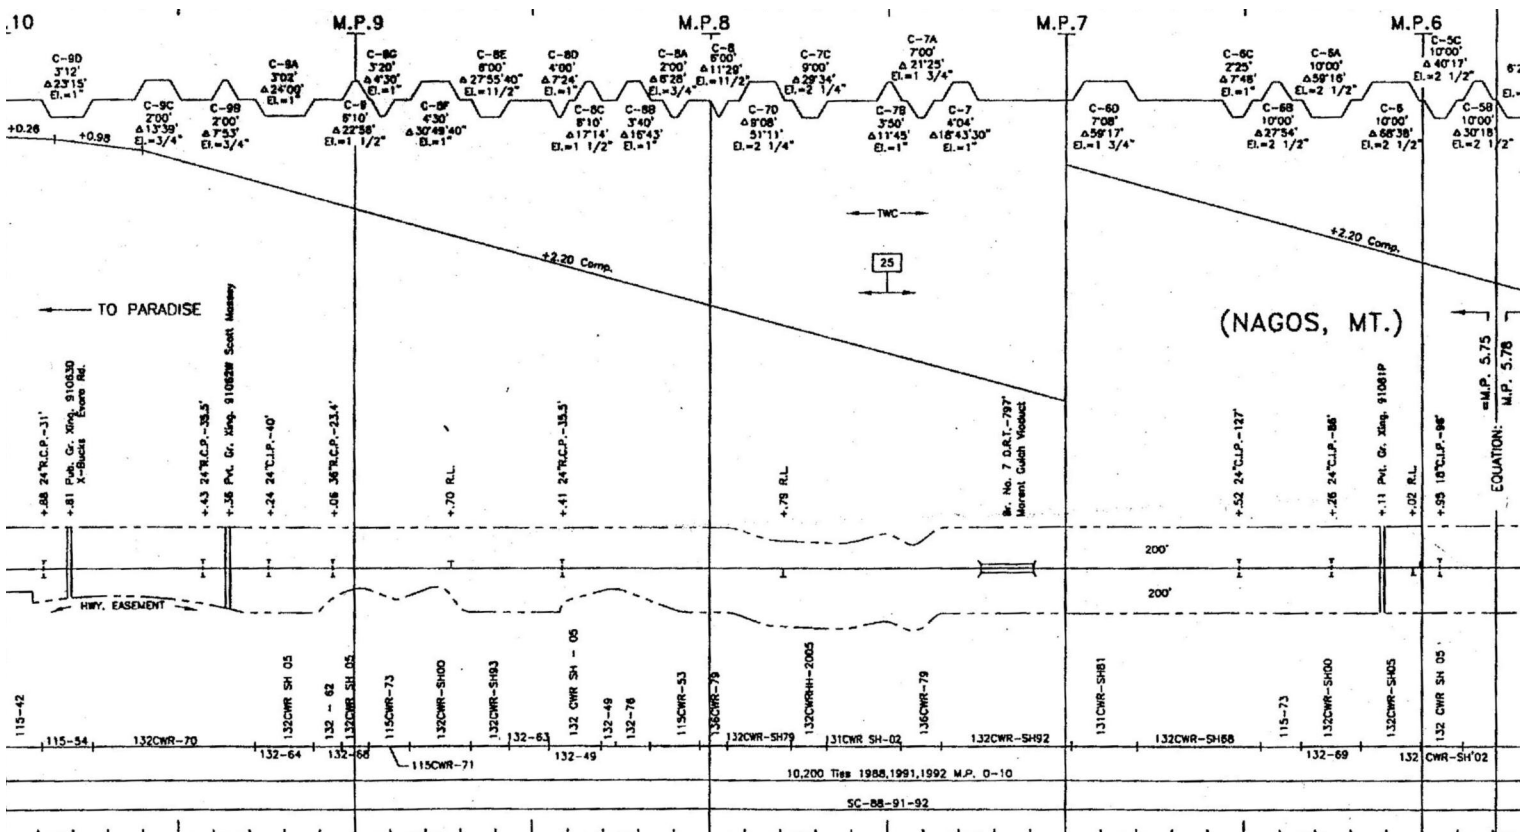 .10
M.P.9
M.P.8
M.P.7
M.P.6
C-9D
3'12'
Δ23'15'
El.=1"
C-9C
2'00'
Δ13'39'
El.=3/4"
C-9B
2'00'
Δ7'53'
El.=3/4"
C-9A
3'02'
Δ24'00'
El.=1"
C-9
6'10'
Δ22'58'
El.=1 1/2"
C-8G
3'20'
Δ4'30'
El.=1"
C-8F
4'30'
Δ30'49'40"
El.=1"
C-8E
6'00'
Δ27'55'40"
El.=11/2"
C-8D
4'00'
Δ7'24'
El.=1"
C-8C
8'10'
Δ17'14'
El.=1 1/2"
C-8B
3'40'
Δ16'43'
El.=1"
C-8A
2'00'
Δ6'28'
El.=3/4"
C-8
6'00'
Δ11'29'
El.=11/2"
C-7D
Δ9'08'
51'11'
El.=2 1/4"
C-7C
9'00'
Δ29'34'
El.=2 1/4"
C-7B
3'50'
Δ11'45'
El.=1"
C-7A
7'00'
Δ21'25'
El.=1 3/4"
C-7
4'04'
Δ18'43'30"
El.=1"
C-6D
7'08'
Δ59'17'
El.=1 3/4"
C-6C
2'25'
Δ7'48'
El.=1"
C-6B
10'00'
Δ27'54'
El.=2 1/2"
C-6A
10'00'
Δ59'16'
El.=2 1/2"
C-6
10'00'
Δ68'38'
El.=2 1/2"
C-5C
10'00'
Δ40'17'
El.=2 1/2"
C-5B
10'00'
Δ30'18'
El.=2 1/2"
+0.26
+0.98
+2.20 Comp.
TWC
25
+2.20 Comp.
TO PARADISE
(NAGOS, MT.)
EQUATION:
=M.P. 5.75
M.P. 5.78
+.88 24"R.C.P.-31'
+.81 Pub. Gr. Xing. 91063D
X-Bucks Evaro Rd.
+.43 24"R.C.P.-35.5'
+.36 Pvt. Gr. Xing. 91062W Scott Massey
+.24 24"C.I.P.-40'
+.06 36"R.C.P.-23.4'
+.70 R.L.
+.41 24"R.C.P.-35.5'
+.79 R.L
Br. No. 7 D.R.T.-797'
Marent Gulch Viaduct
+.52 24"C.I.P.-127'
+.26 24"C.I.P.-86'
+.11 Pvt. Gr. Xing. 91061P
+.02 R.L
+.95 18"C.I.P.-96'
200'
200'
HWY. EASEMENT
115-42
115-54
132CWR-70
132CWR SH 05
132-64
132 - 62
132CWR SH 05
132-66
115CWR-73
115CWR-71
132CWR-SH00
132CWR-SH93
132-63
132 CWR SH - 05
132-49
132-49
132-76
115CWR-53
136CWR-79
132CWR-SH79
132CWRHH-2005
131CWR SH-02
136CWR-79
132CWR-SH92
131CWR-SH81
132CWR-SH68
115-73
132CWR-SH00
132-69
132CWR-SH05
132 CWR SH 05
132 CWR-SH'02
10,200 Ties 1988,1991,1992 M.P. 0-10
SC-88-91-92